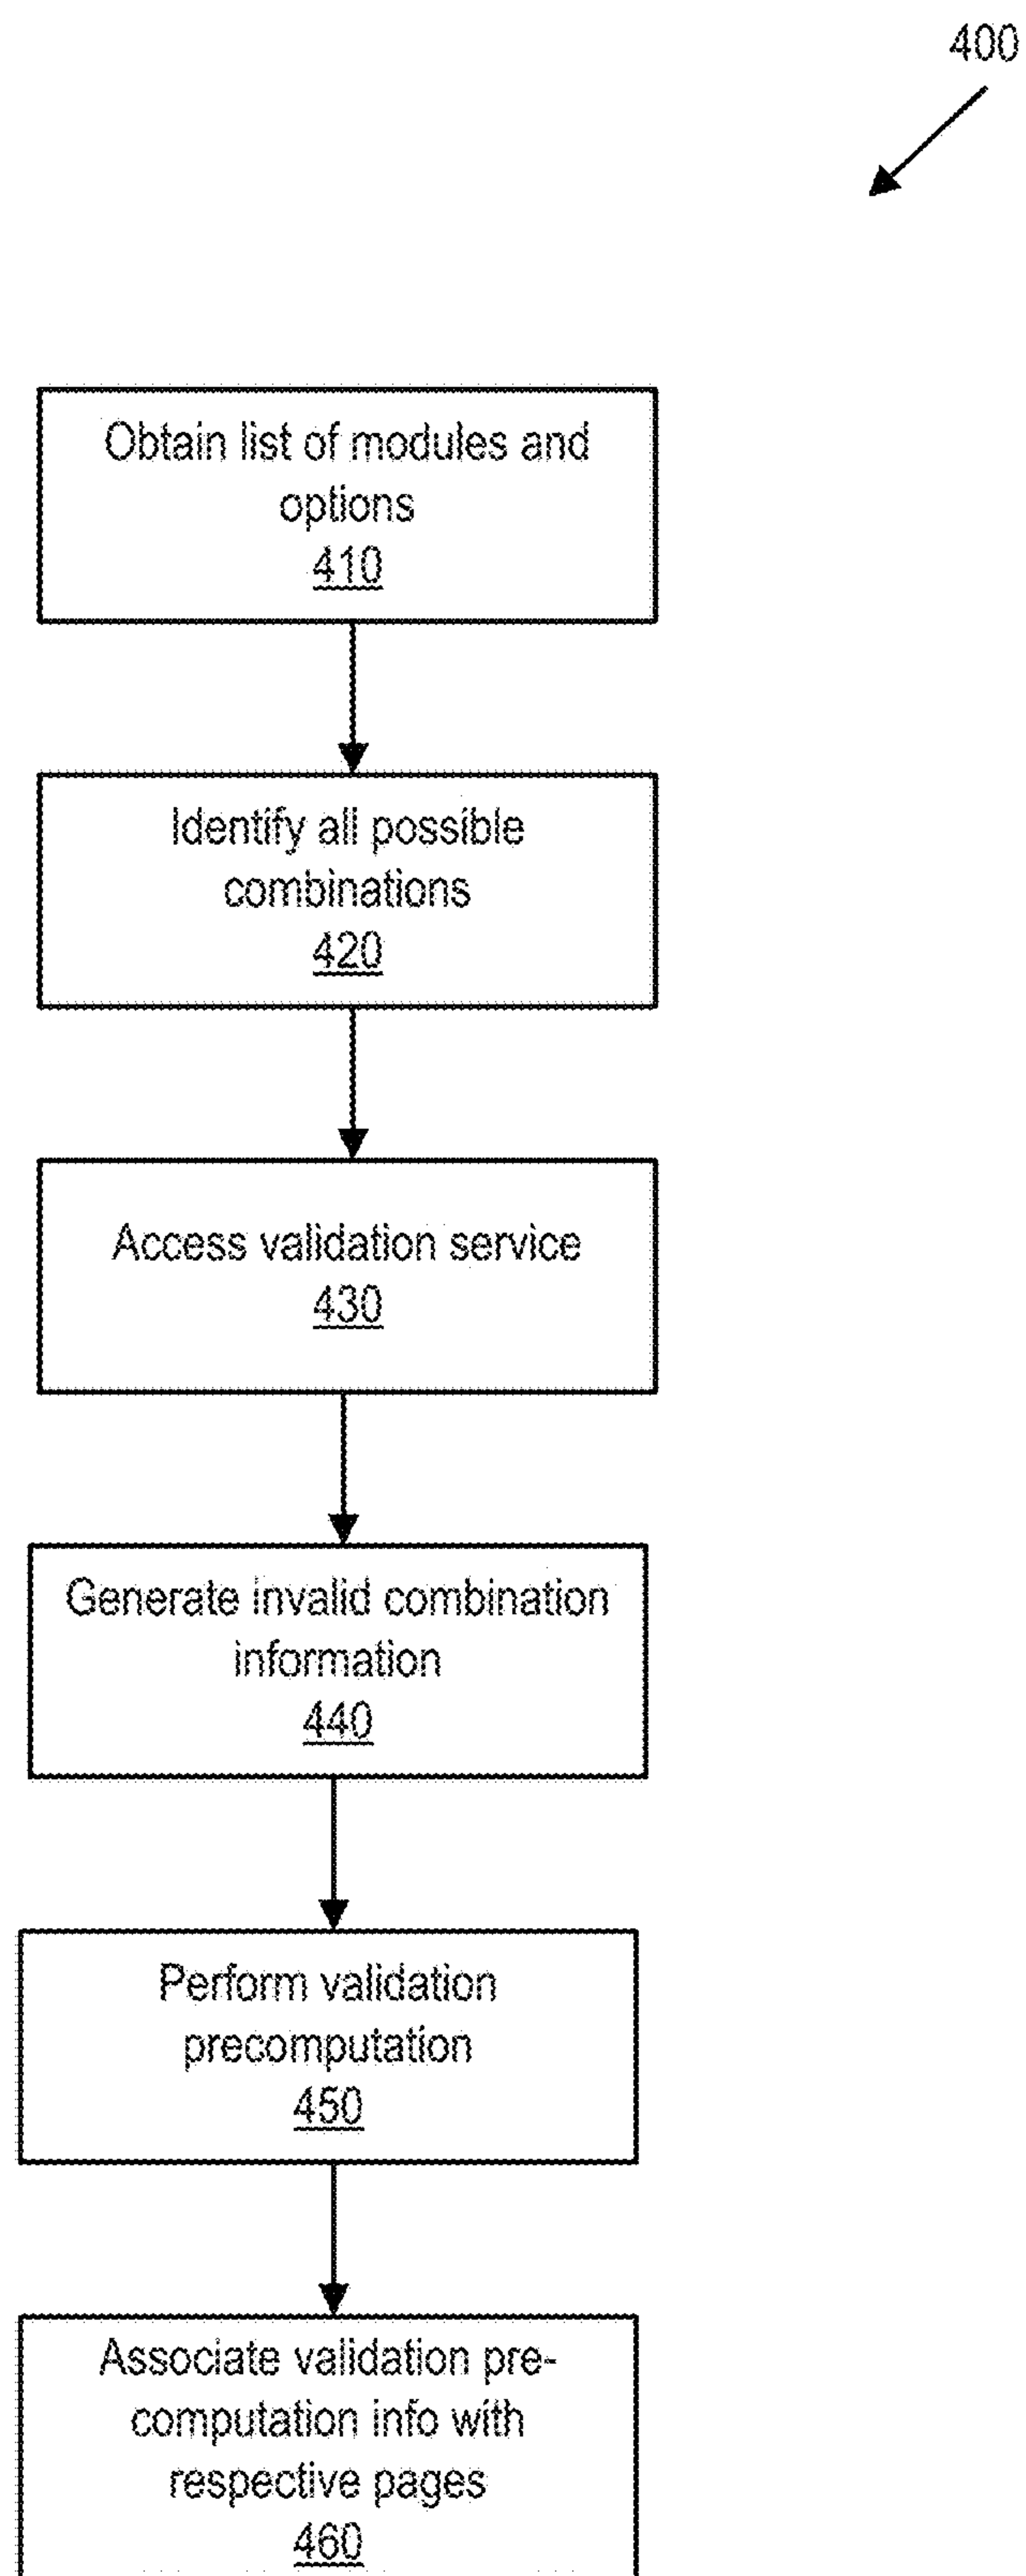 400
Obtain list of modules and
options
410
Identify all possible
combinations
420
Access validation service
430
Generate invalid combination
information
440
Perform validation
precomputation
450
Associate validation pre-
computation info with
respective pages
460